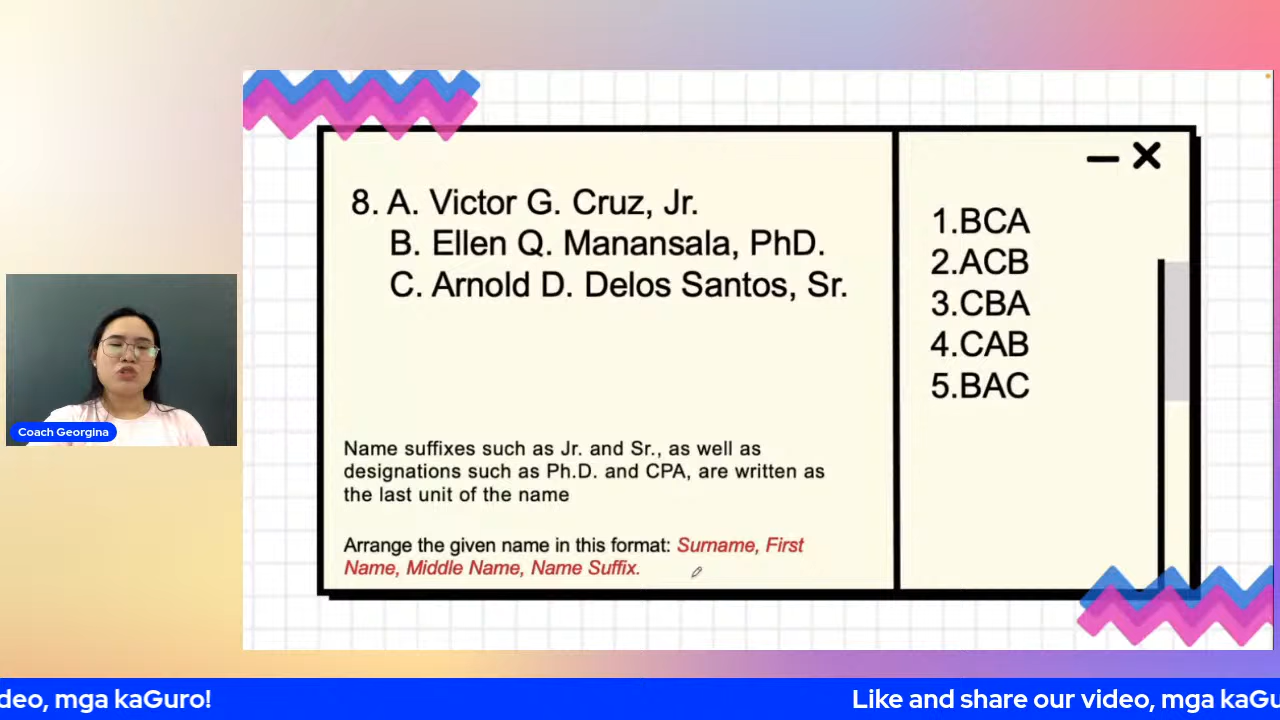 8. A. Victor G. Cruz, Jr.
B. Ellen Q. Manansala, PhD.
C. Arnold D. Delos Santos, Sr.
Name suffixes such as Jr. and Sr., as well as
designations such as Ph.D. and CPA, are written as
the last unit of the name
Arrange the given name in this format: Surname, First
Name, Middle Name, Name Suffix.
1.BCA
2.ACB
3.CBA
4.CAB
5.BAC
Coach Georgina
deo, mga kaGuro!
Like and share our video, mga kaGu